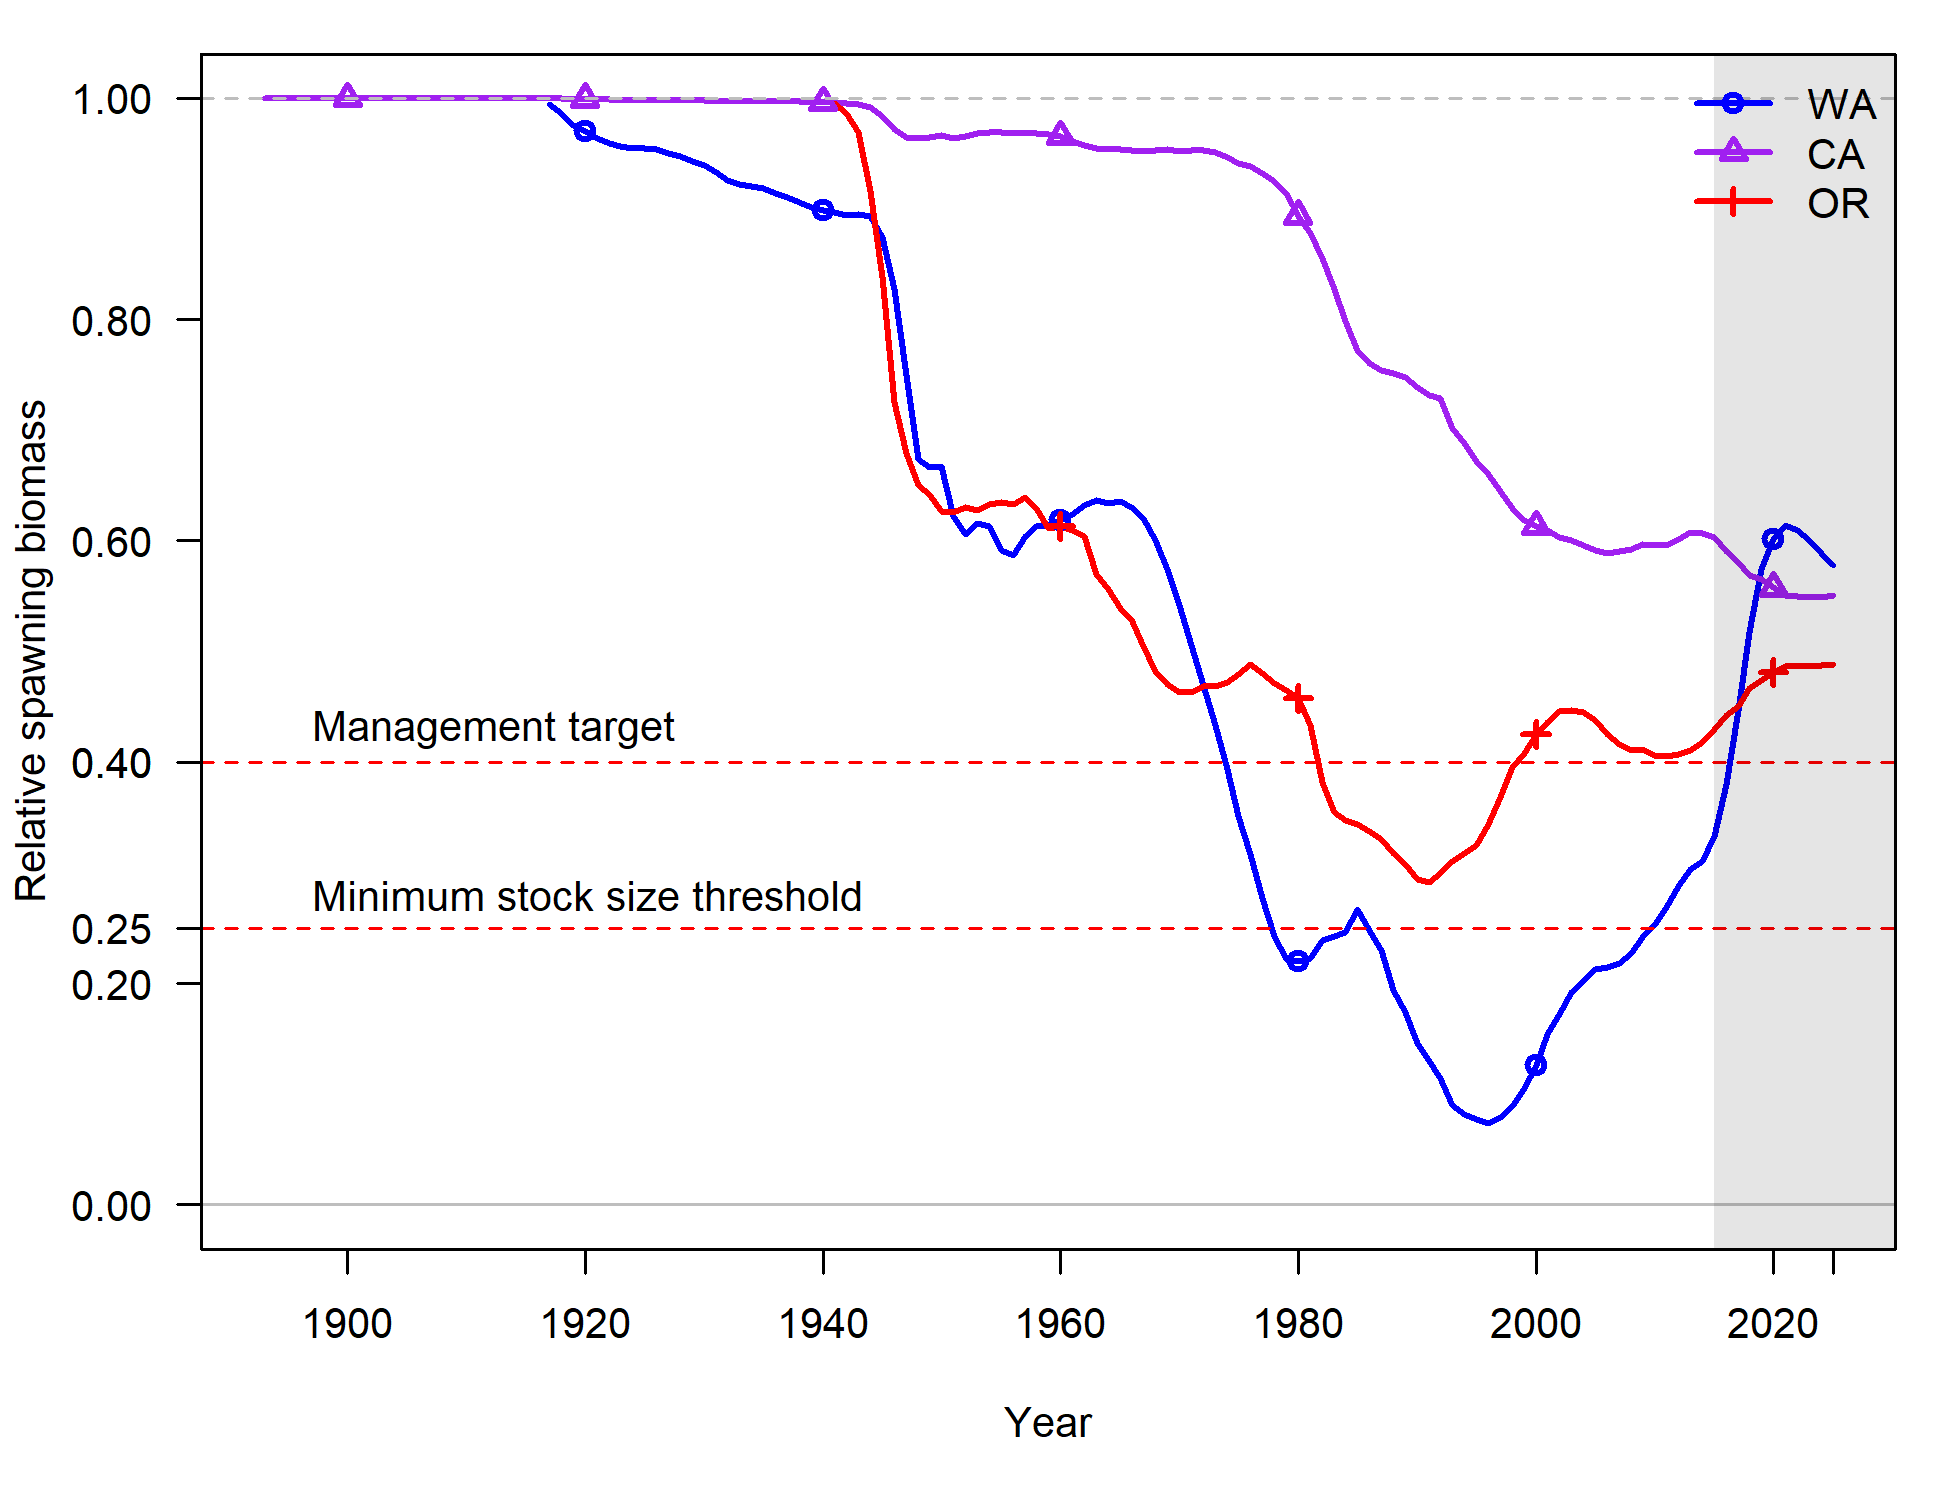 1.00
0.80
0.60
0.40
0.25
0.20
0.00
Relative spawning biomass
WA
CA
OR
Management target
Minimum stock size threshold
1900 1920 1940 1960 1980 2000 2020
Year